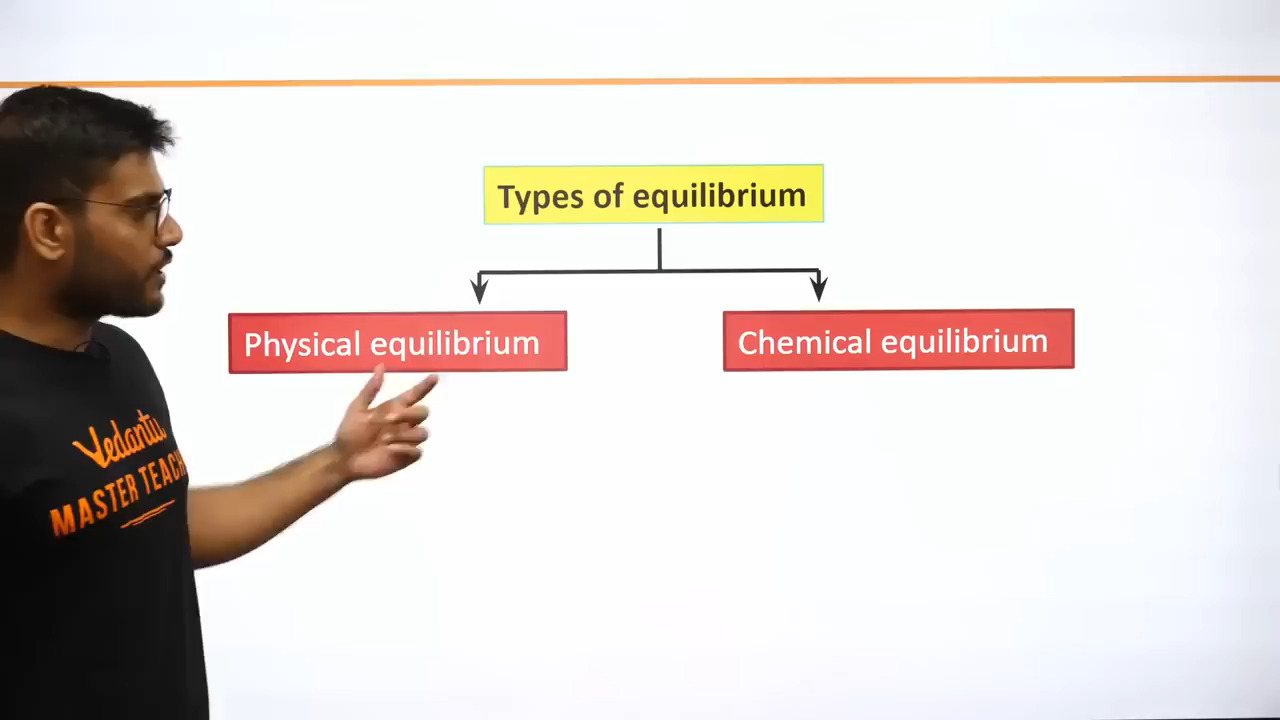 Types of equilibrium
Physical equilibrium
Chemical equilibrium
Vedantu
MASTER TEACH